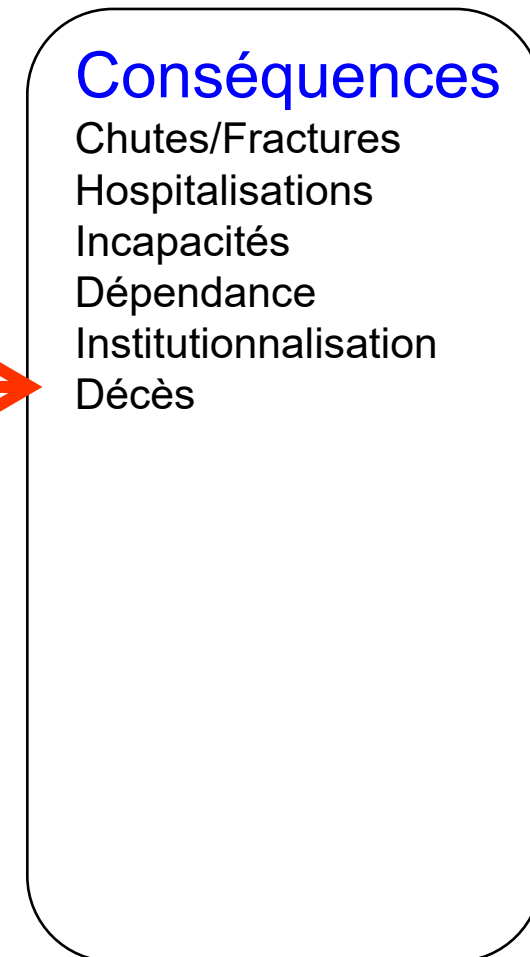 Conséquences
Chutes/Fractures
Hospitalisations
Incapacités
Dépendance
Institutionnalisation
Décès